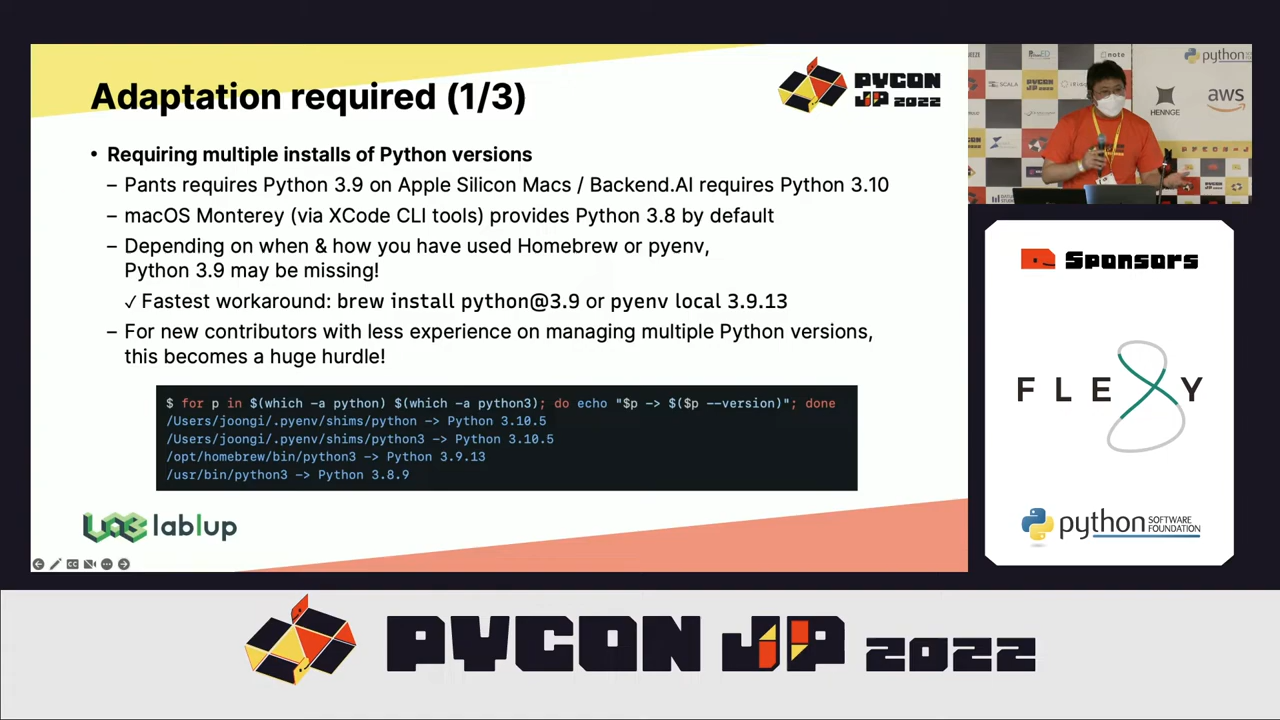 Adaptation required (1/3)
PYCON
JP 2022
• Requiring multiple installs of Python versions
– Pants requires Python 3.9 on Apple Silicon Macs / Backend.AI requires Python 3.10
– macOS Monterey (via XCode CLI tools) provides Python 3.8 by default
– Depending on when & how you have used Homebrew or pyenv,
Python 3.9 may be missing!
✓ Fastest workaround: brew install python@3.9 or pyenv local 3.9.13
– For new contributors with less experience on managing multiple Python versions,
this becomes a huge hurdle!
$ for p in $(which -a python) $(which -a python3); do echo "$p -> $($p --version)"; done
/Users/joongi/.pyenv/shims/python -> Python 3.10.5
/Users/joongi/.pyenv/shims/python3 -> Python 3.10.5
/opt/homebrew/bin/python3 -> Python 3.9.13
/usr/bin/python3 -> Python 3.8.9
lablup
python
aws
HENNGE
Sponsors
FLEXY
python SOFTWARE
FOUNDATION
PYCON JP 2022